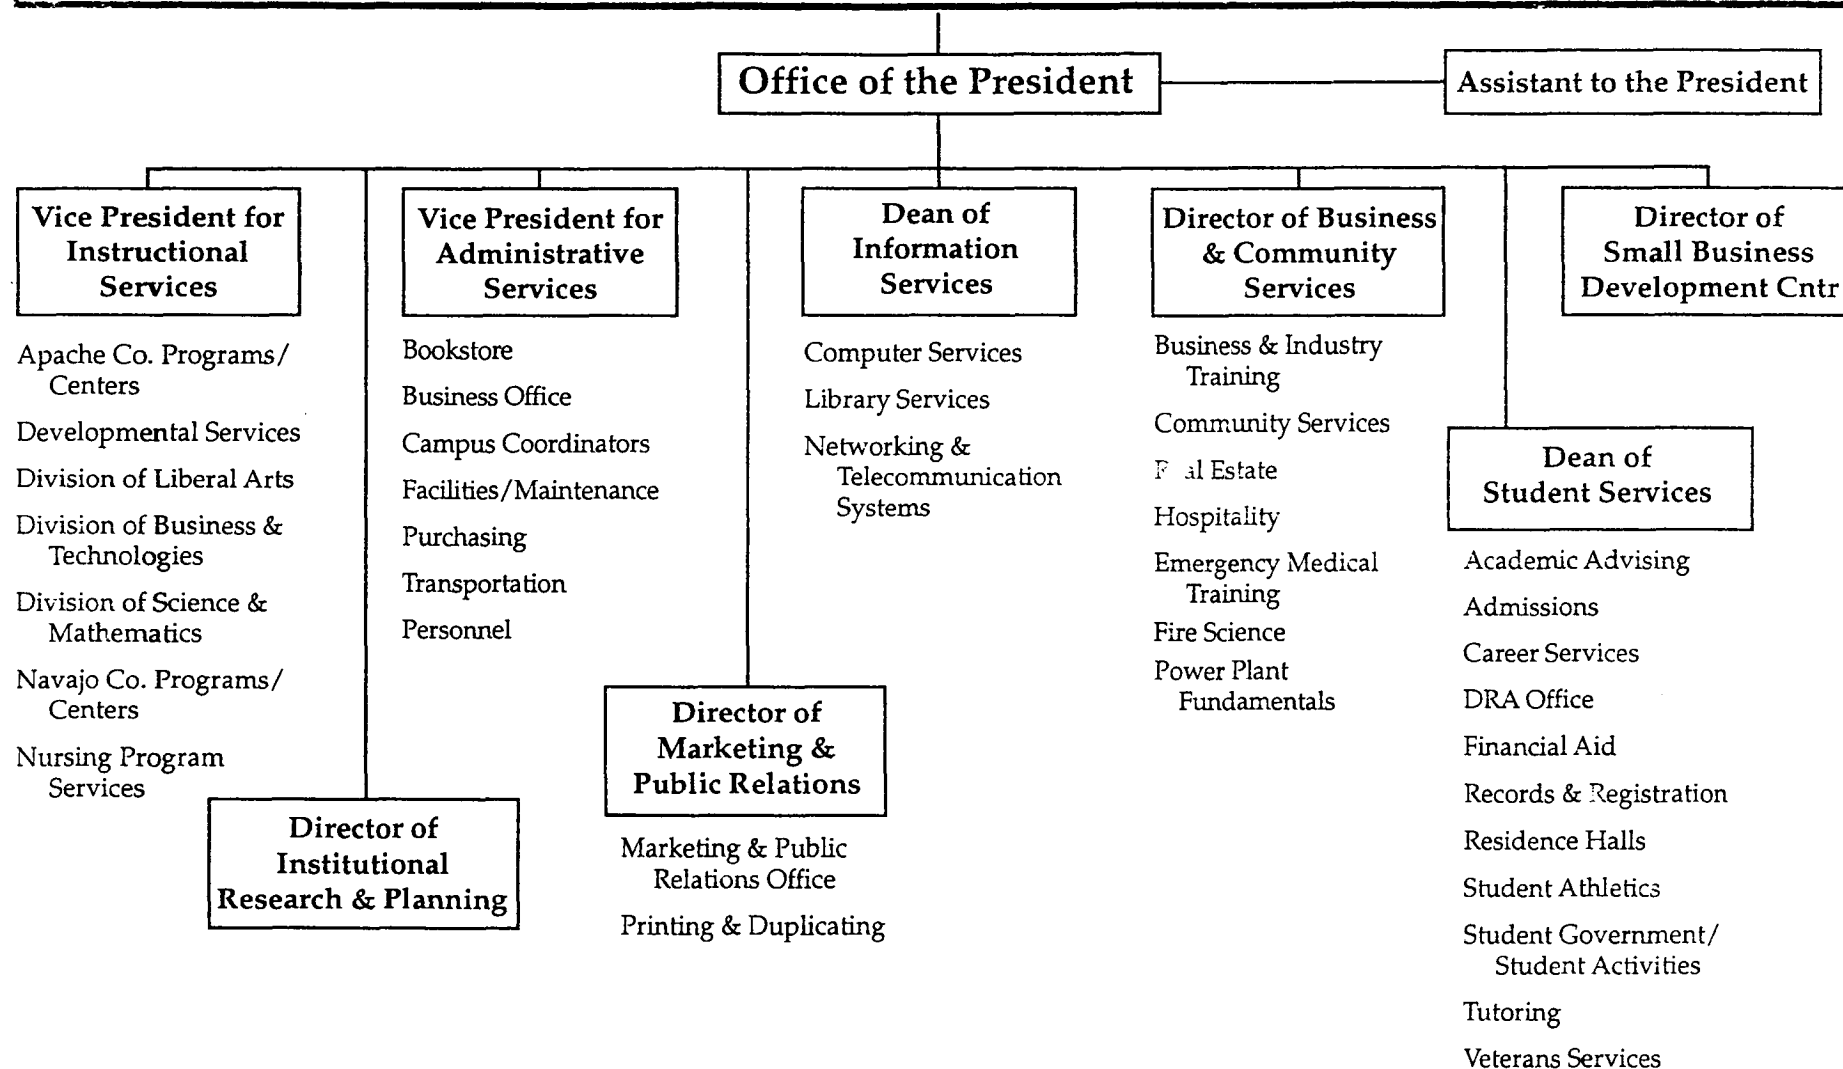 Office of the President
Assistant to the President
Vice President for
Instructional
Services
Apache Co. Programs/
Centers
Developmental Services
Division of Liberal Arts
Division of Business &
Technologies
Division of Science &
Mathematics
Navajo Co. Programs/
Centers
Nursing Program
Services
Director of
Institutional
Research & Planning
Vice President for
Administrative
Services
Bookstore
Business Office
Campus Coordinators
Facilities/Maintenance
Purchasing
Transportation
Personnel
Director of
Marketing &
Public Relations
Marketing & Public
Relations Office
Printing & Duplicating
Dean of
Information
Services
Computer Services
Library Services
Networking &
Telecommunication
Systems
Director of Business
& Community
Services
Business & Industry
Training
Community Services
Estate
Hospitality
Emergency Medical
Training
Fire Science
Power Plant
Fundamentals
Director of
Small Business
Development Cntr
Dean of
Student Services
Academic Advising
Admissions
Career Services
DRA Office
Financial Aid
Records & Registration
Residence Halls
Student Athletics
Student Government/
Student Activities
Tutoring
Veterans Services